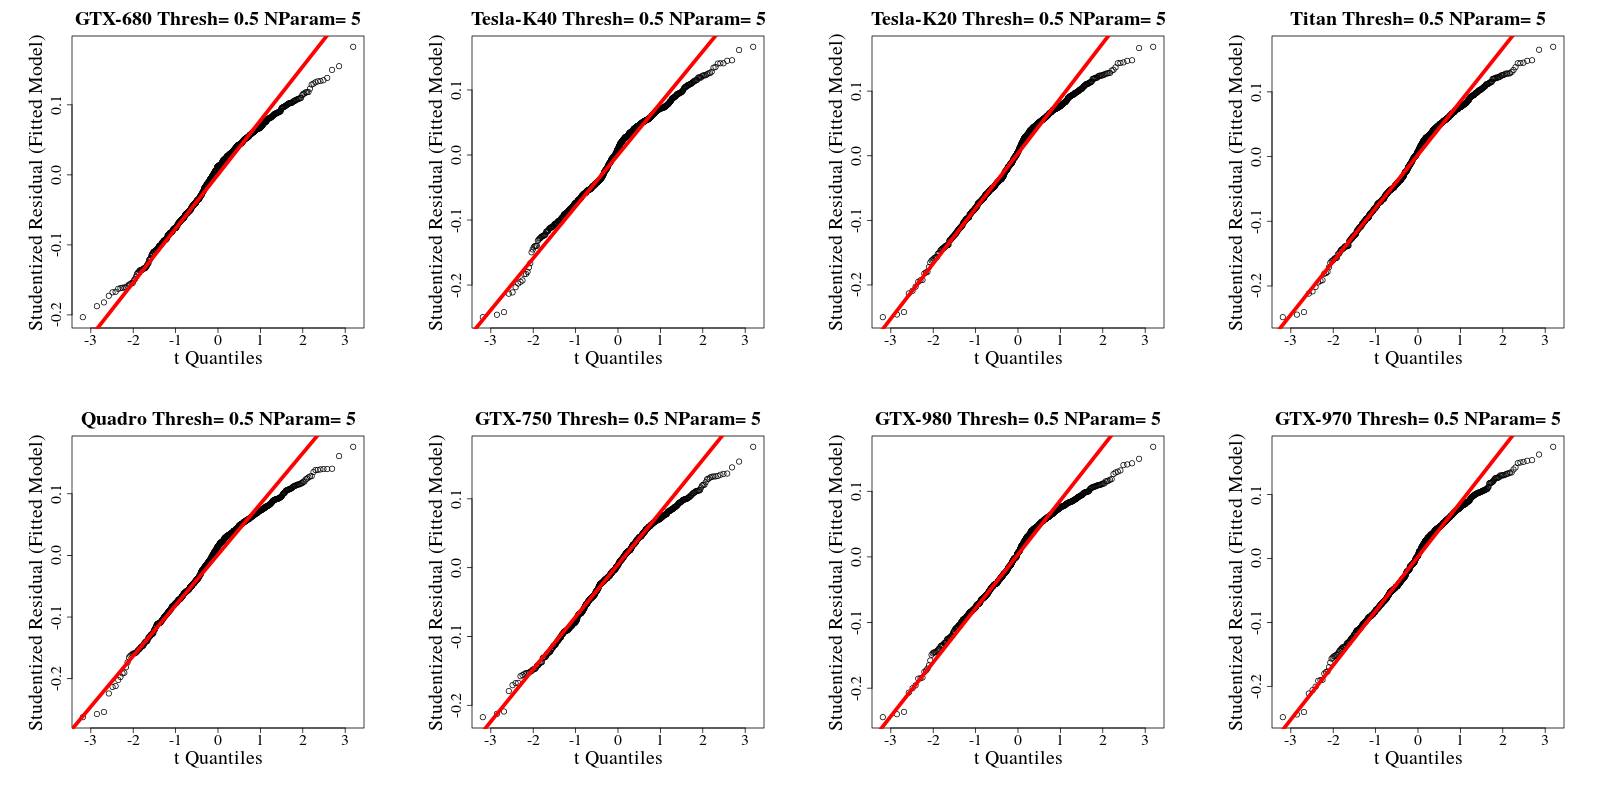 GTX-680 Thresh= 0.5 NParam= 5
Studentized Residual (Fitted Model)
0.1
0.0
-0.1
-0.2
-3 -2 -1 0 1 2 3
t Quantiles
Tesla-K40 Thresh= 0.5 NParam= 5
Studentized Residual (Fitted Model)
0.1
0.0
-0.1
-0.2
-3 -2 -1 0 1 2 3
t Quantiles
Tesla-K20 Thresh= 0.5 NParam= 5
Studentized Residual (Fitted Model)
0.1
0.0
-0.1
-0.2
-3 -2 -1 0 1 2 3
t Quantiles
Titan Thresh= 0.5 NParam= 5
Studentized Residual (Fitted Model)
0.1
0.0
-0.1
-0.2
-3 -2 -1 0 1 2 3
t Quantiles
Quadro Thresh= 0.5 NParam= 5
Studentized Residual (Fitted Model)
0.1
0.0
-0.1
-0.2
-3 -2 -1 0 1 2 3
t Quantiles
GTX-750 Thresh= 0.5 NParam= 5
Studentized Residual (Fitted Model)
0.1
0.0
-0.1
-0.2
-3 -2 -1 0 1 2 3
t Quantiles
GTX-980 Thresh= 0.5 NParam= 5
Studentized Residual (Fitted Model)
0.1
0.0
-0.1
-0.2
-3 -2 -1 0 1 2 3
t Quantiles
GTX-970 Thresh= 0.5 NParam= 5
Studentized Residual (Fitted Model)
0.1
0.0
-0.1
-0.2
-3 -2 -1 0 1 2 3
t Quantiles